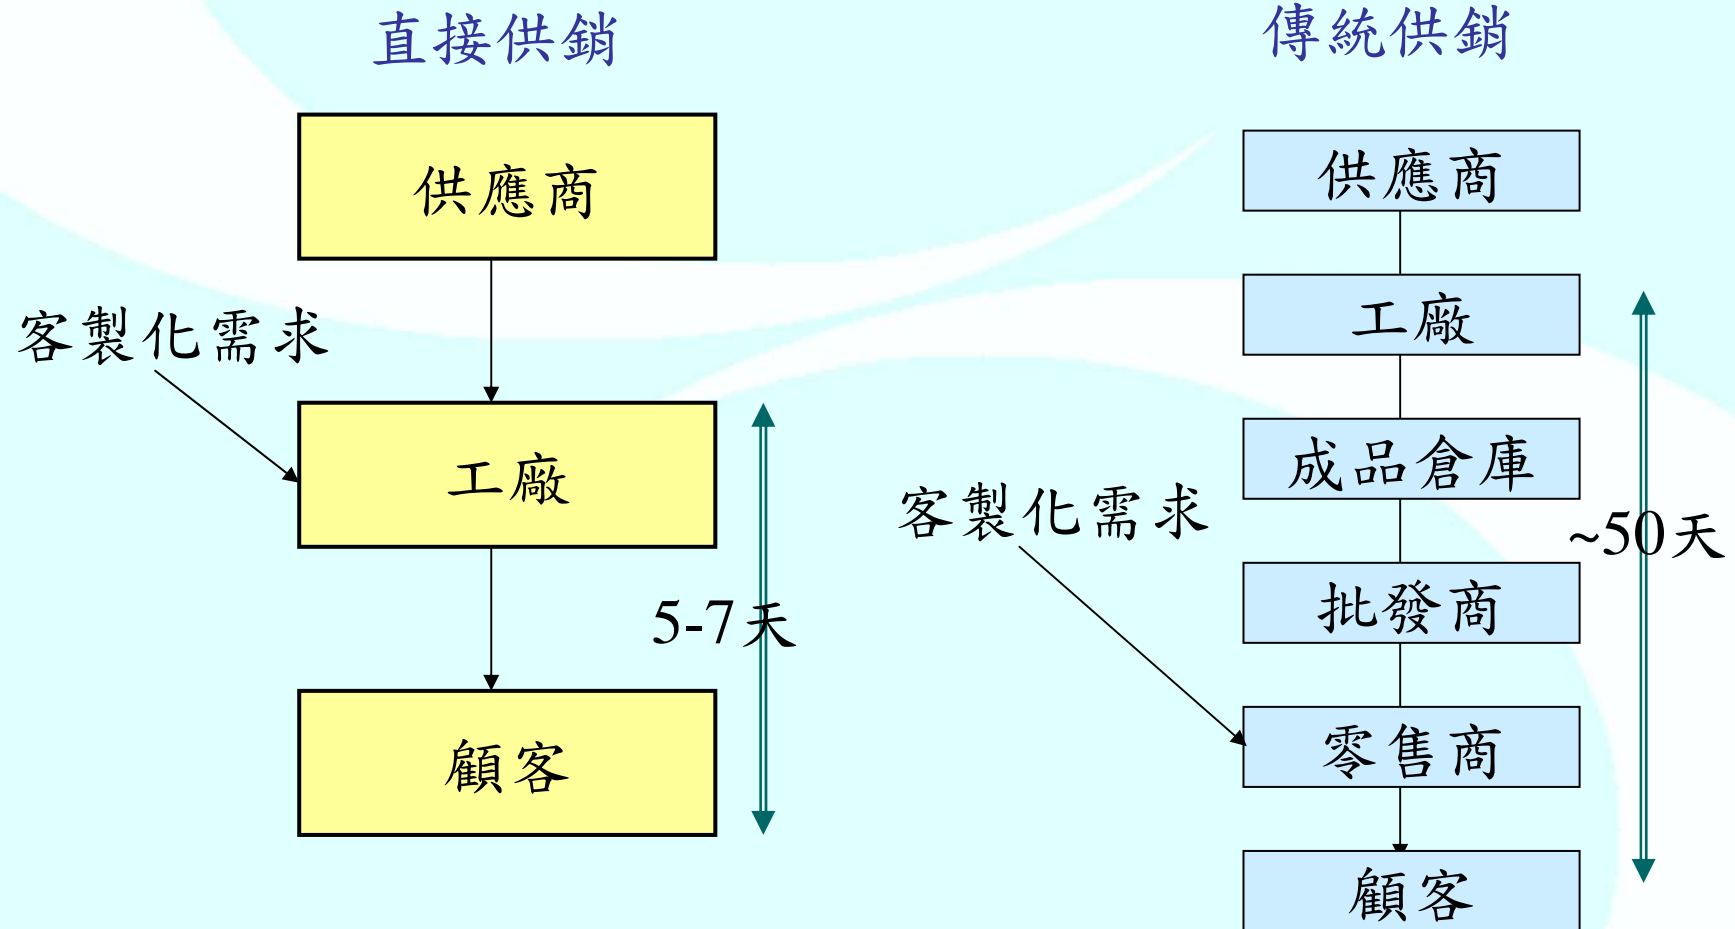 直接供銷
供應商
客製化需求
工廠
5-7天
顧客
傳統供銷
供應商
工廠
成品倉庫
客製化需求
~50天
批發商
零售商
顧客